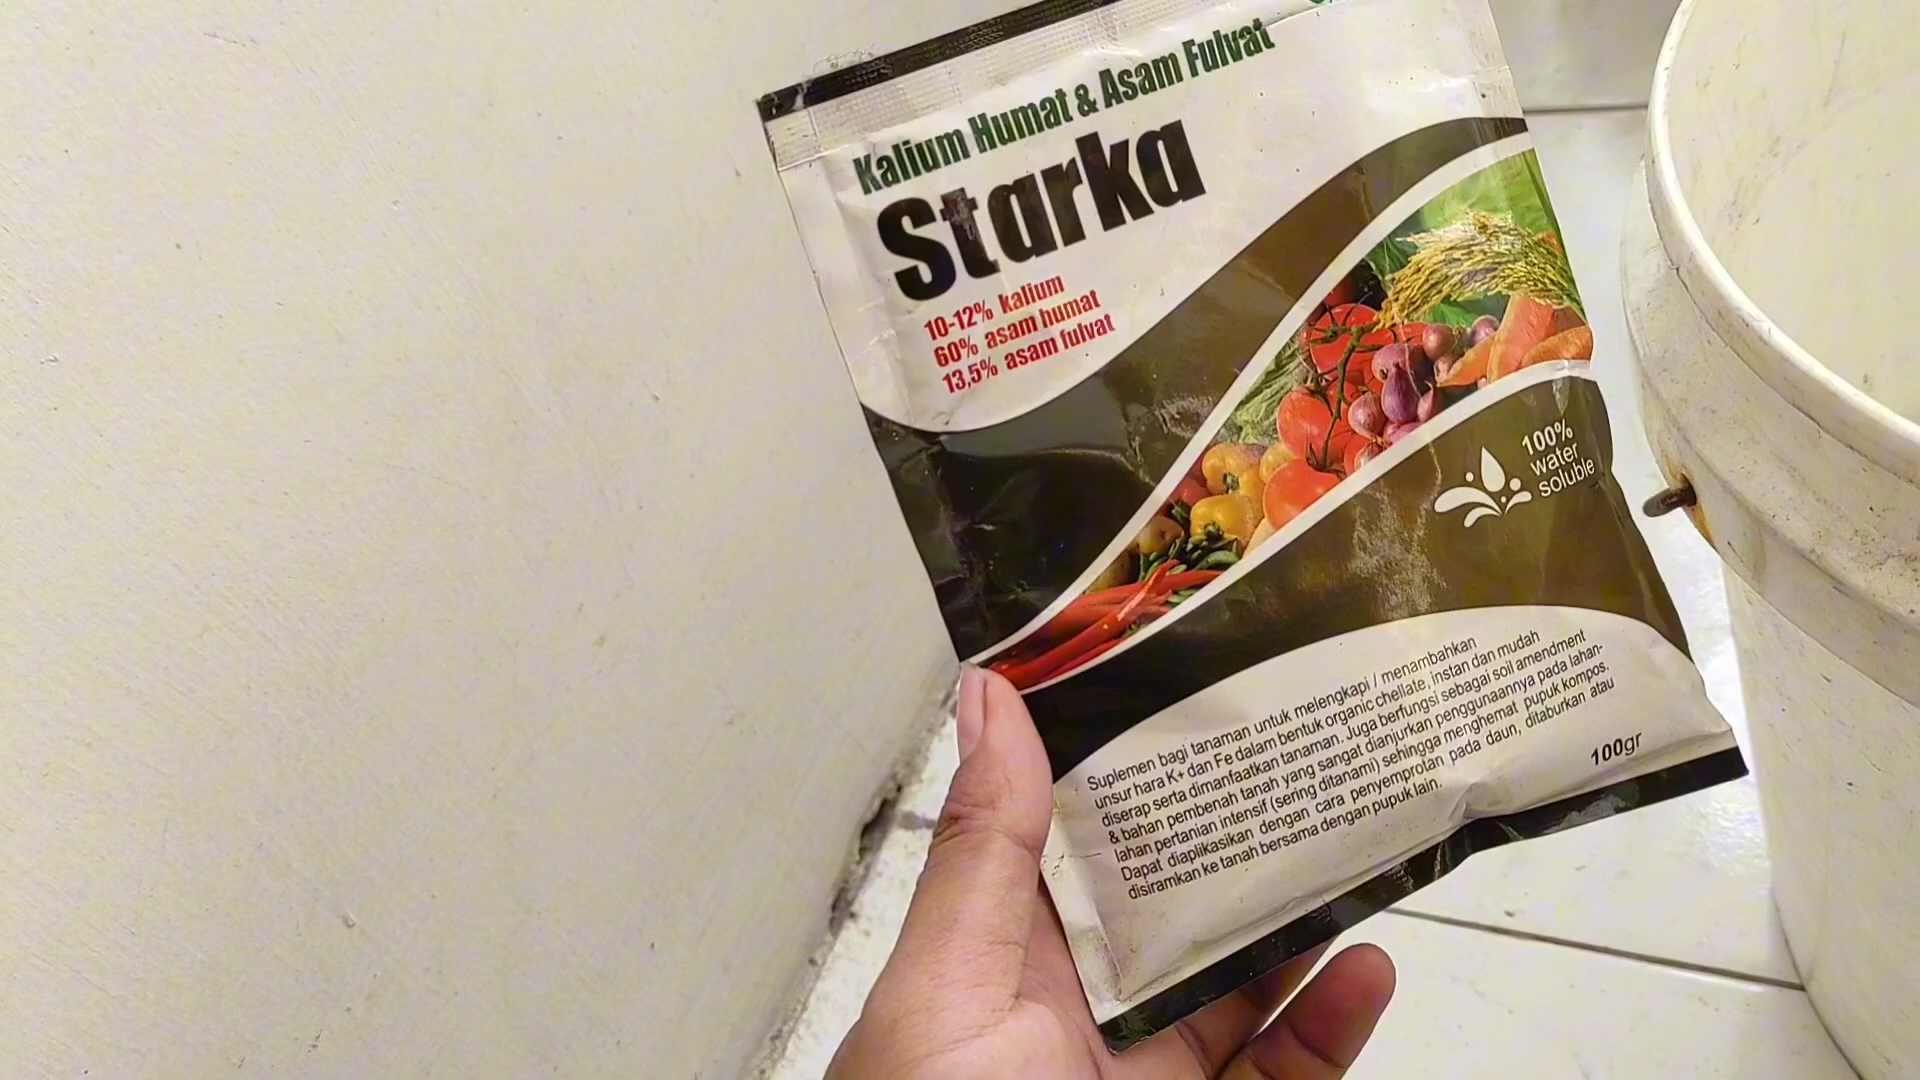 Kalium Humat & Asam Fulvat
Starka
10-12% kalium
60% asam humat
13,5% asam fulvat
100%
water
soluble
Suplemen bagi tanaman untuk melengkapi / menambahkan
unsur hara K+ dan Fe dalam bentuk organic chellate, instan dan mudah
diserap serta dimanfaatkan tanaman. Juga berfungsi sebagai soil amendment
& bahan pembenah tanah yang sangat dianjurkan penggunaannya pada lahan-
lahan pertanian intensif (sering ditanami) sehingga menghemat pupuk kompos.
Dapat diaplikasikan dengan cara penyemprotan pada daun, ditaburkan atau
disiramkan ke tanah bersama dengan pupuk lain.
100gr